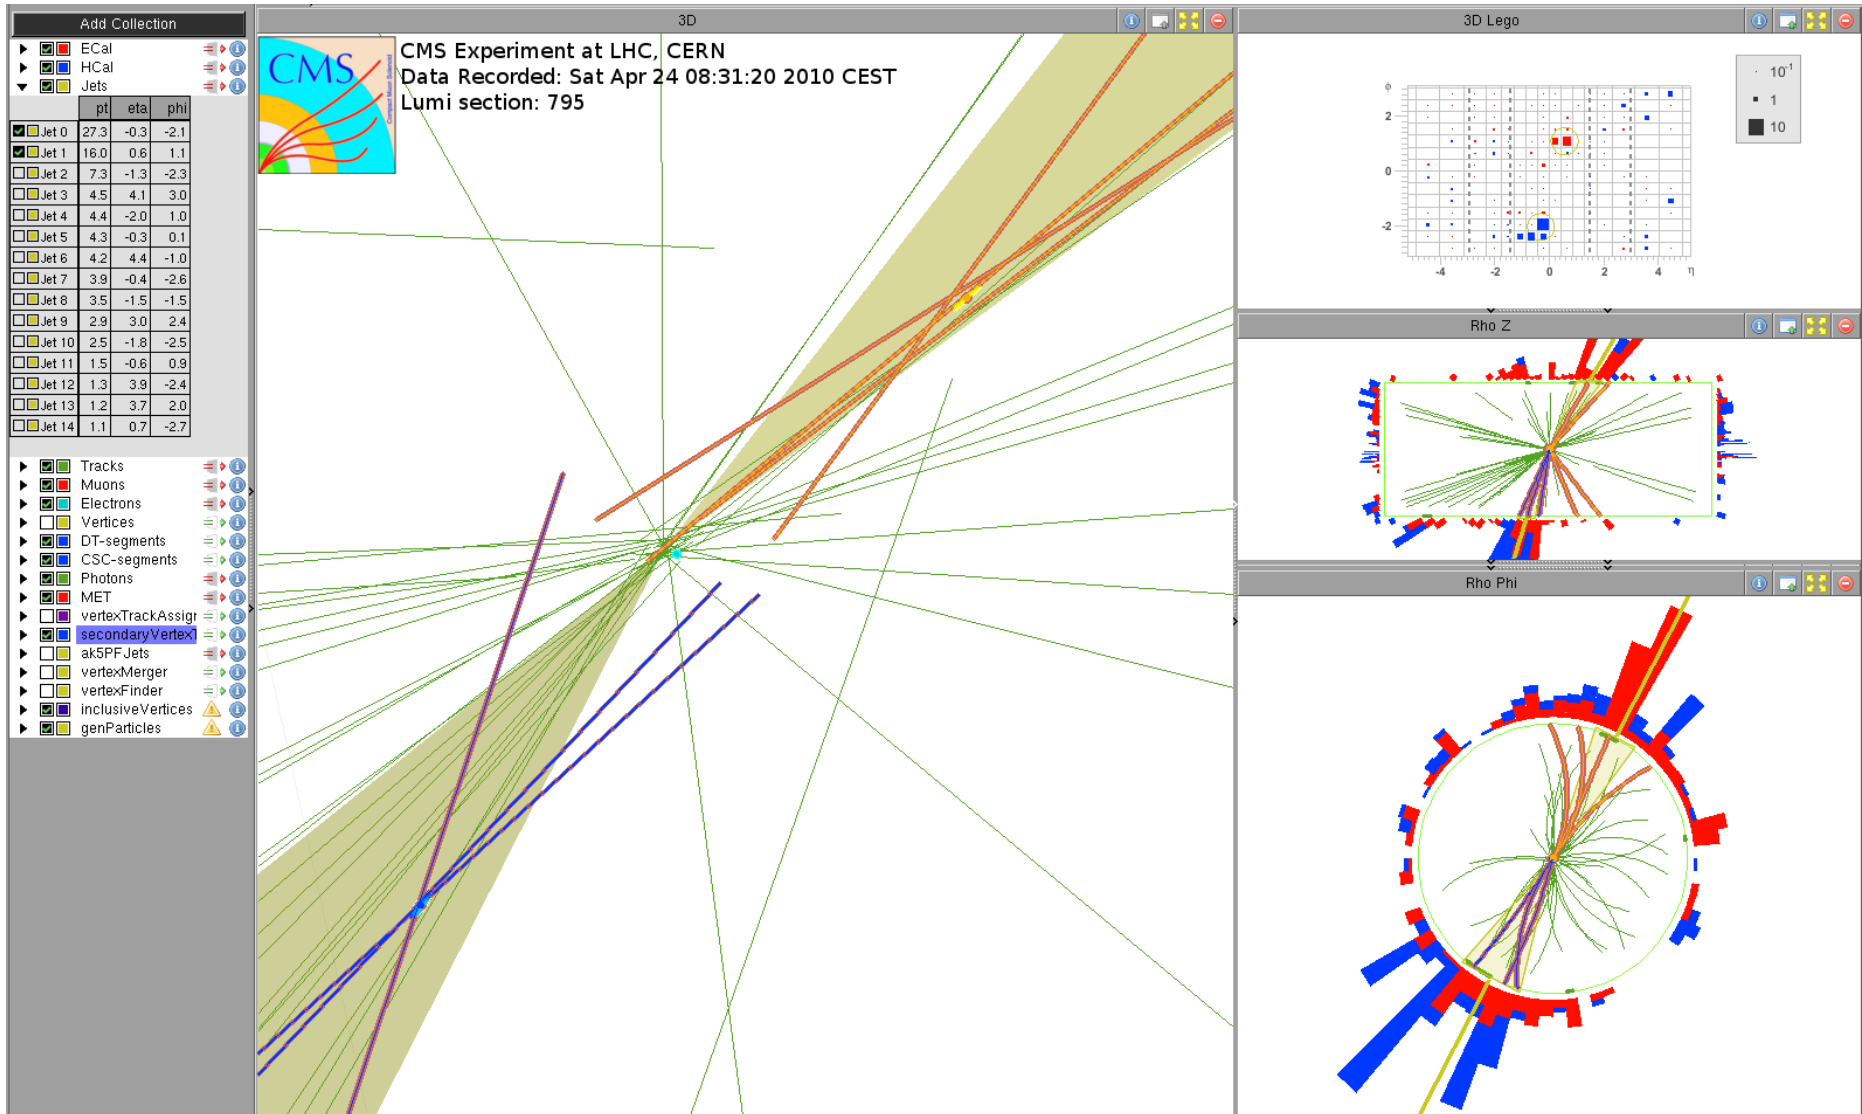 Add Collection
ECal
HCal
Jets
pt eta phi
Jet 0 27.3 -0.3 -2.1
Jet 1 16.0 0.6 1.1
Jet 2 7.3 -1.3 -2.3
Jet 3 4.5 4.1 3.0
Jet 4 4.4 -2.0 1.0
Jet 5 4.3 -0.3 0.1
Jet 6 4.2 4.4 -1.0
Jet 7 3.9 -0.4 -2.6
Jet 8 3.5 -1.5 -1.5
Jet 9 2.9 3.0 2.4
Jet 10 2.5 -1.8 -2.5
Jet 11 1.5 -0.6 0.9
Jet 12 1.3 3.9 -2.4
Jet 13 1.2 3.7 2.0
Jet 14 1.1 0.7 -2.7
Tracks
Muons
Electrons
Vertices
DT-segments
CSC-segments
Photons
MET
vertexTrackAssigr
secondaryVertexT
ak5PFJets
vertexMerger
vertexFinder
inclusiveVertices
genParticles
3D
CMS
Compact Muon Solenoid
CMS Experiment at LHC, CERN
Data Recorded: Sat Apr 24 08:31:20 2010 CEST
Lumi section: 795
3D Lego
10-1
1
10
φ
2
0
-2
-4 -2 0 2 4 η
Rho Z
Rho Phi